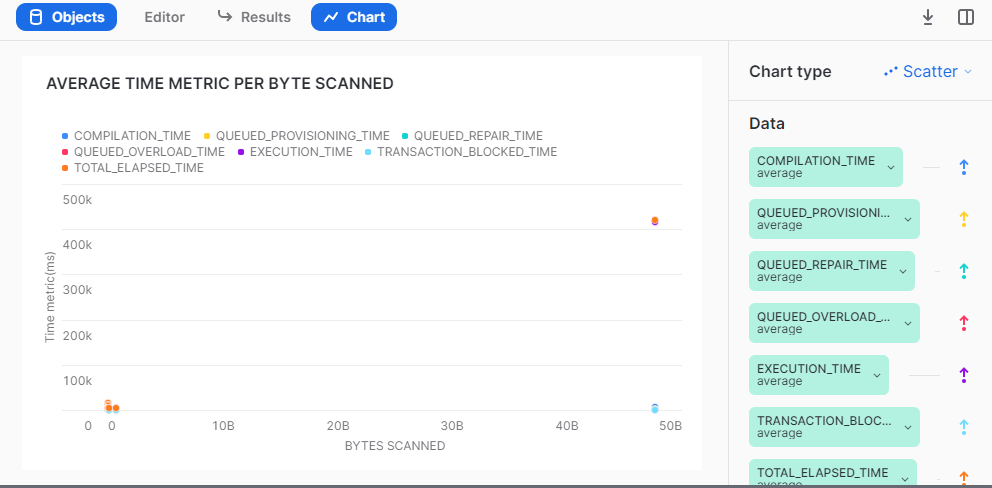 Objects Editor Results Chart
AVERAGE TIME METRIC PER BYTE SCANNED
COMPILATION_TIME QUEUED_PROVISIONING_TIME QUEUED_REPAIR_TIME
QUEUED_OVERLOAD_TIME EXECUTION_TIME TRANSACTION_BLOCKED_TIME
TOTAL_ELAPSED_TIME
500k
400k
300k
200k
100k
Time metric(ms)
0 0 10B 20B 30B 40B 50B
BYTES SCANNED
Chart type Scatter
Data
COMPILATION_TIME
average
QUEUED_PROVISIONI...
average
QUEUED_REPAIR_TIME
average
QUEUED_OVERLOAD_...
average
EXECUTION_TIME
average
TRANSACTION_BLOC...
average
TOTAL_ELAPSED_TIME
average